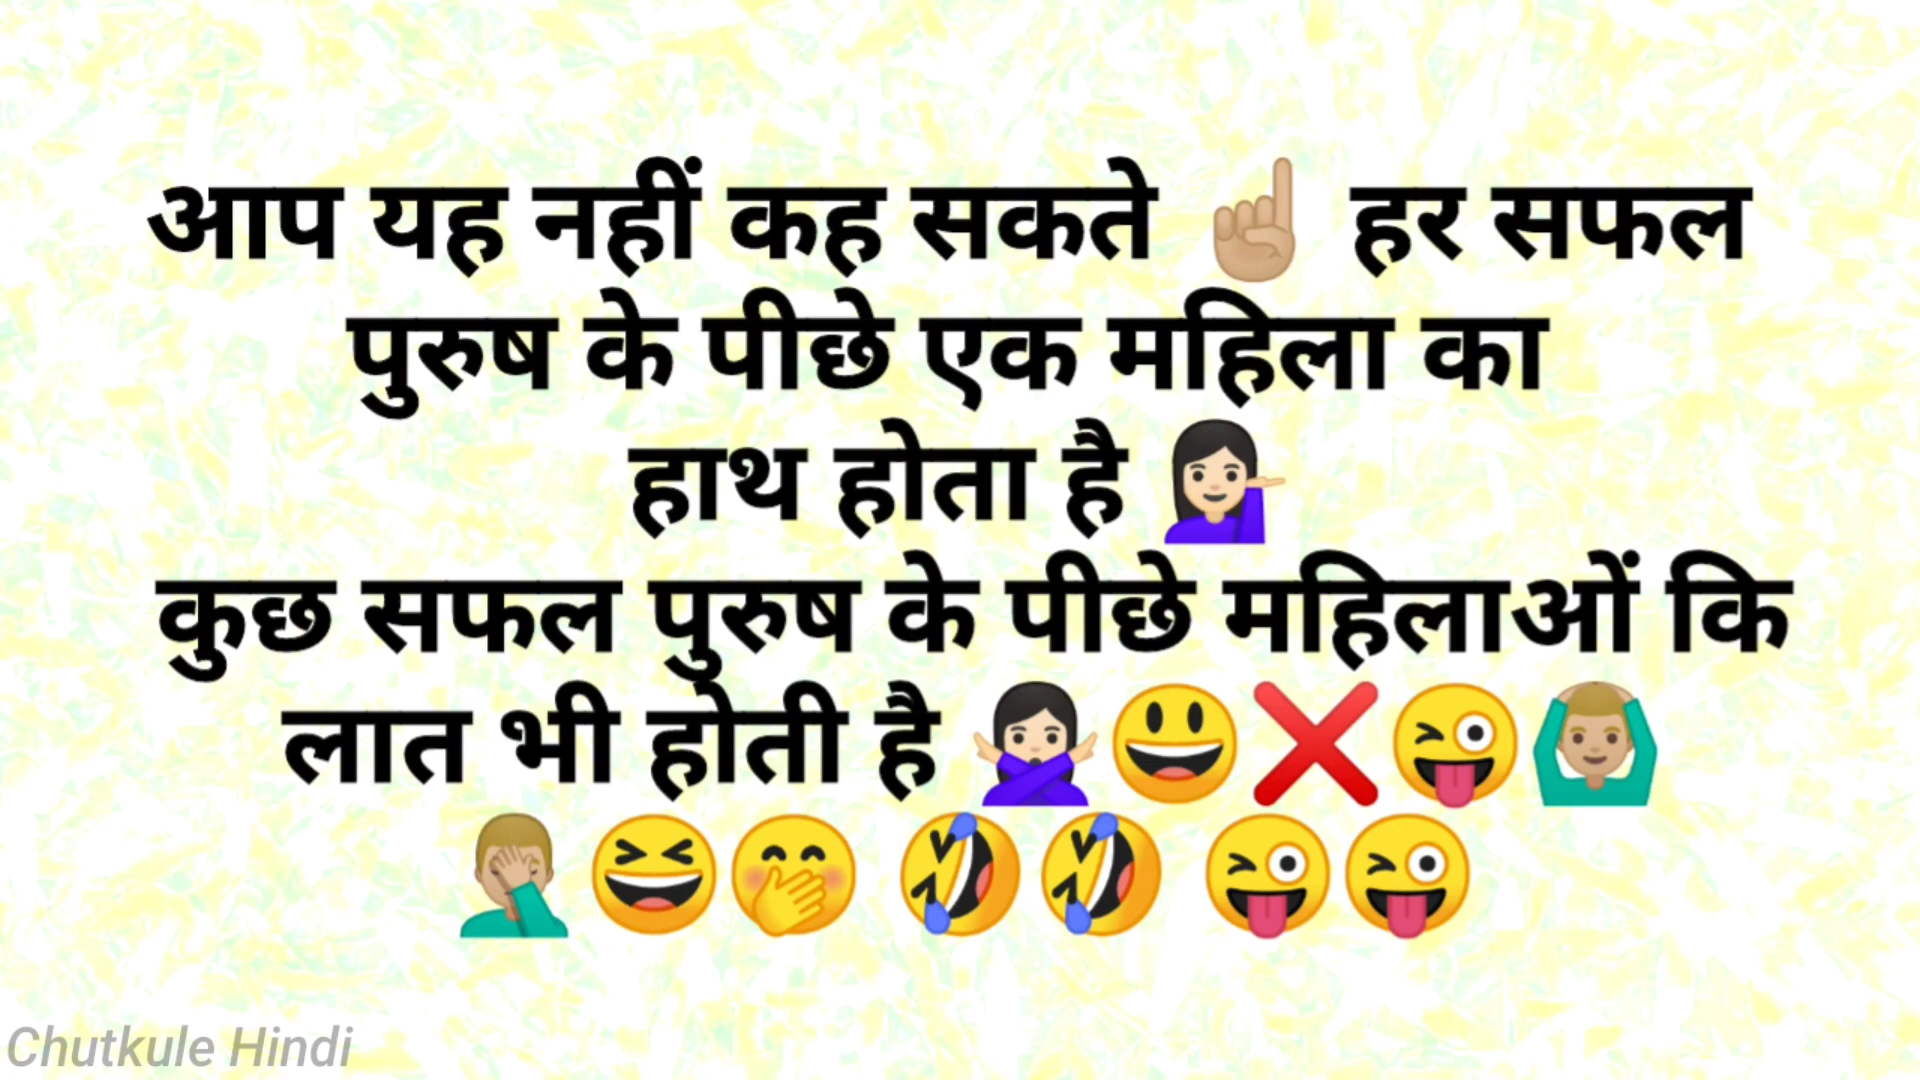 आप यह नहीं कह सकते ☝🏼 हर सफल
पुरुष के पीछे एक महिला का
हाथ होता है 💁🏻‍♀️
कुछ सफल पुरुष के पीछे महिलाओं कि
लात भी होती है 🙅🏻‍♀️😃❌😜🙆🏼‍♂️
🤦🏼‍♂️😆🤭 🤣🤣 😜😜
Chutkule Hindi